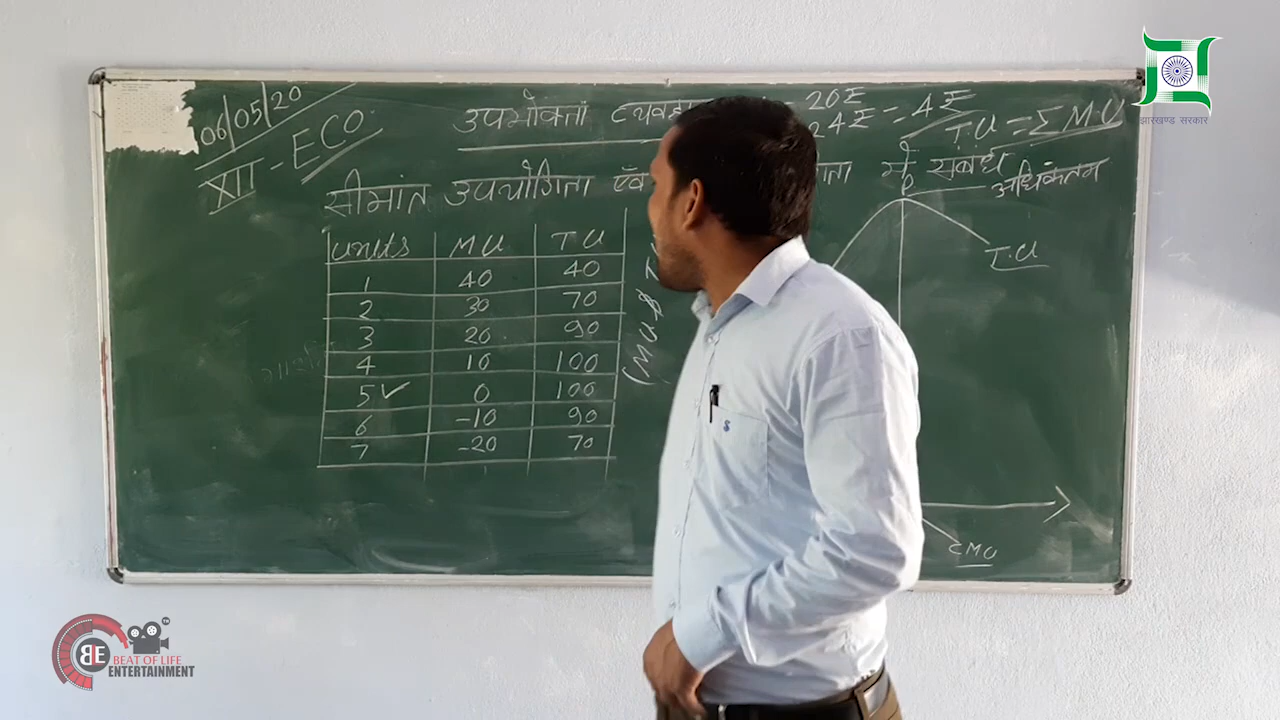 झारखण्ड सरकार
06/05/20
XII-ECO.
उपभोक्ता
20E
24E = 4E
T.U = ΣMU
सीमांत उपयोगिता एवं
में संबंध
अधिकतम
P
T.U
units MU TU
1 40 40
2 30 70
3 20 90
4 10 100
5✓ 0 100
6 -10 90
7 -20 70
(MU $ T
MU
BLE
BEAT OF LIFE
ENTERTAINMENT